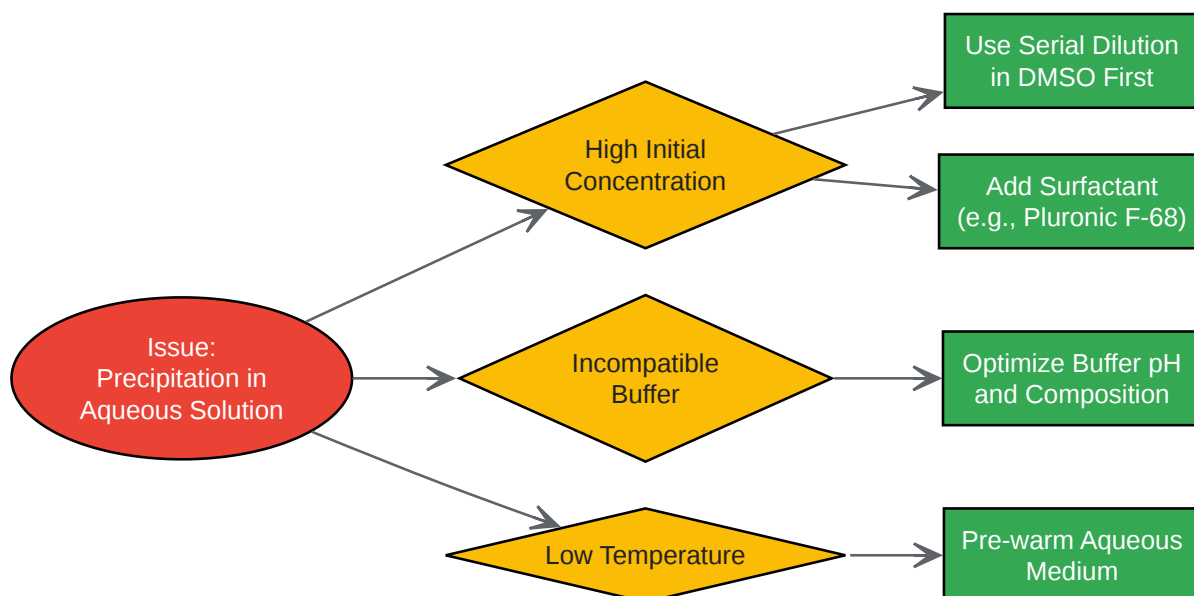 Use Serial Dilution
in DMSO First
High Initial
Concentration
Add Surfactant
(e.g., Pluronic F-68)
Issue:
Precipitation in
Aqueous Solution
Incompatible
Buffer
Optimize Buffer pH
and Composition
Low Temperature
Pre-warm Aqueous
Medium